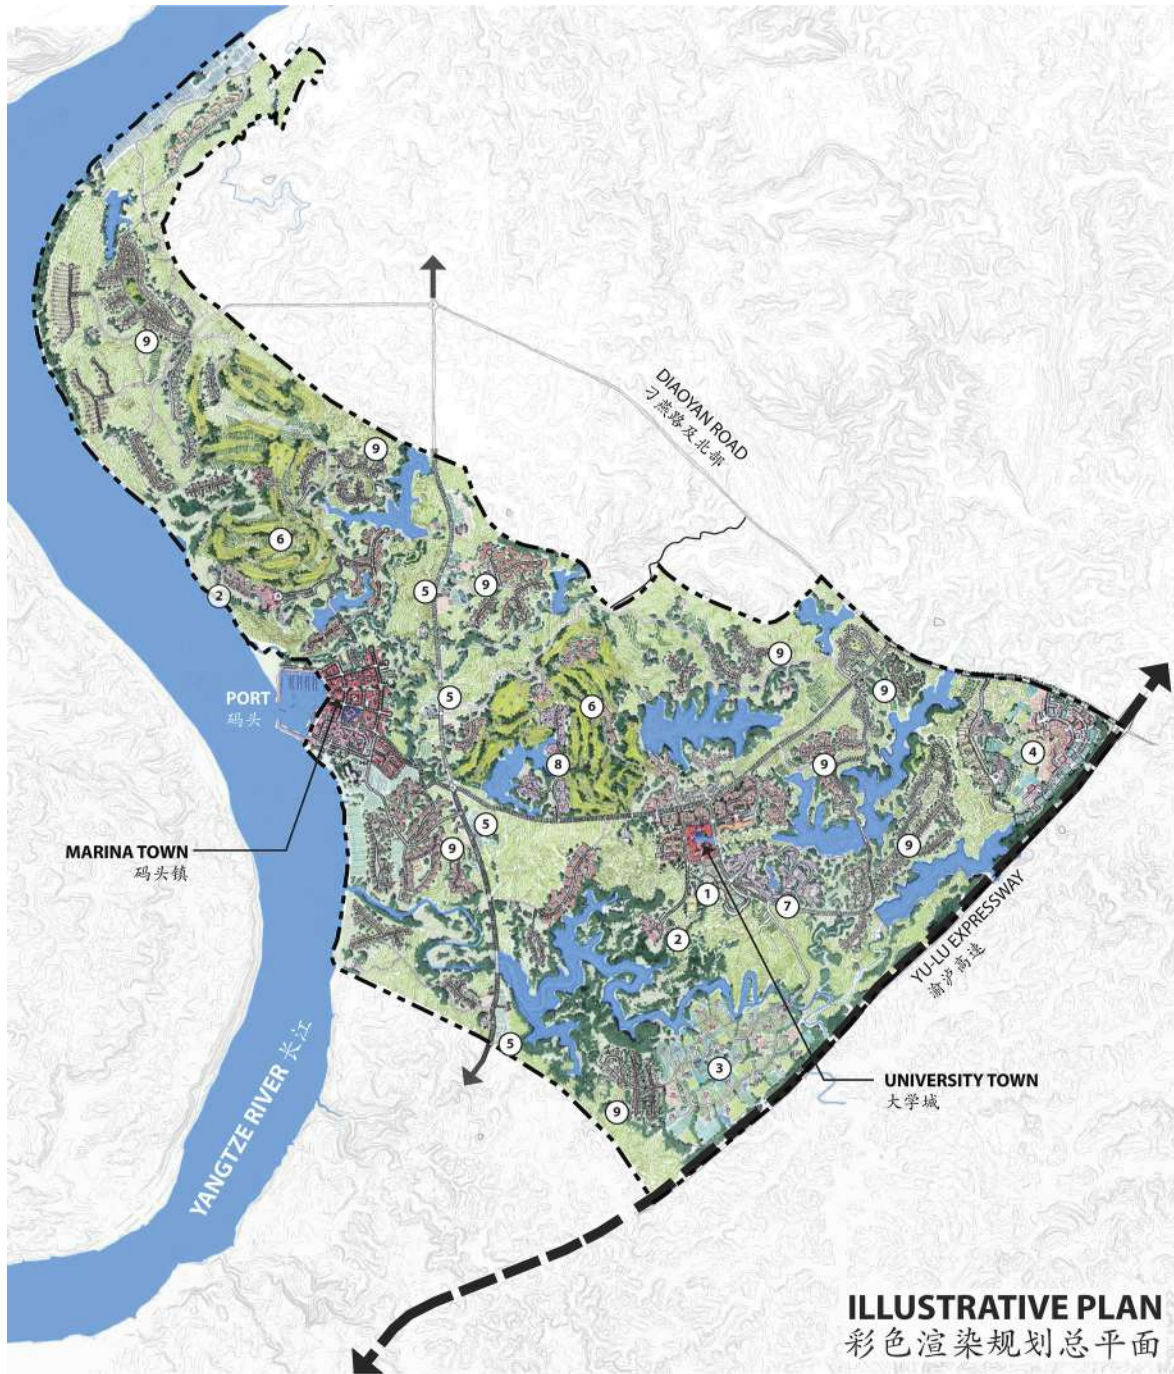 9
DIAOYAN ROAD
刁燕路及北部
9
6
2
5
9
9
PORT
码头
5
6
9
4
8
9
5
MARINA TOWN
码头镇
9
9
1
7
2
YU-LU EXPRESSWAY
渝泸高速
5
3
9
YANGTZE RIVER 长江
UNIVERSITY TOWN
大学城
ILLUSTRATIVE PLAN
彩色渲染规划总平面